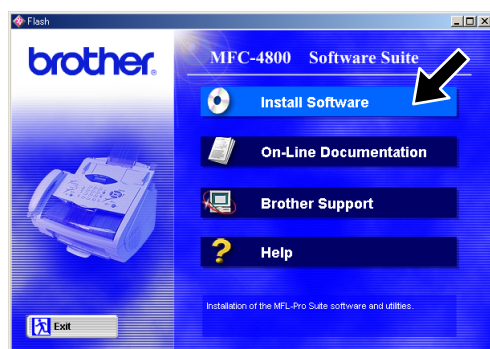 Flash
brother.
MFC-4800 Software Suite
Install Software
On-Line Documentation
Brother Support
Help
Installation of the MFL-Pro Suite software and utilities.
Exit